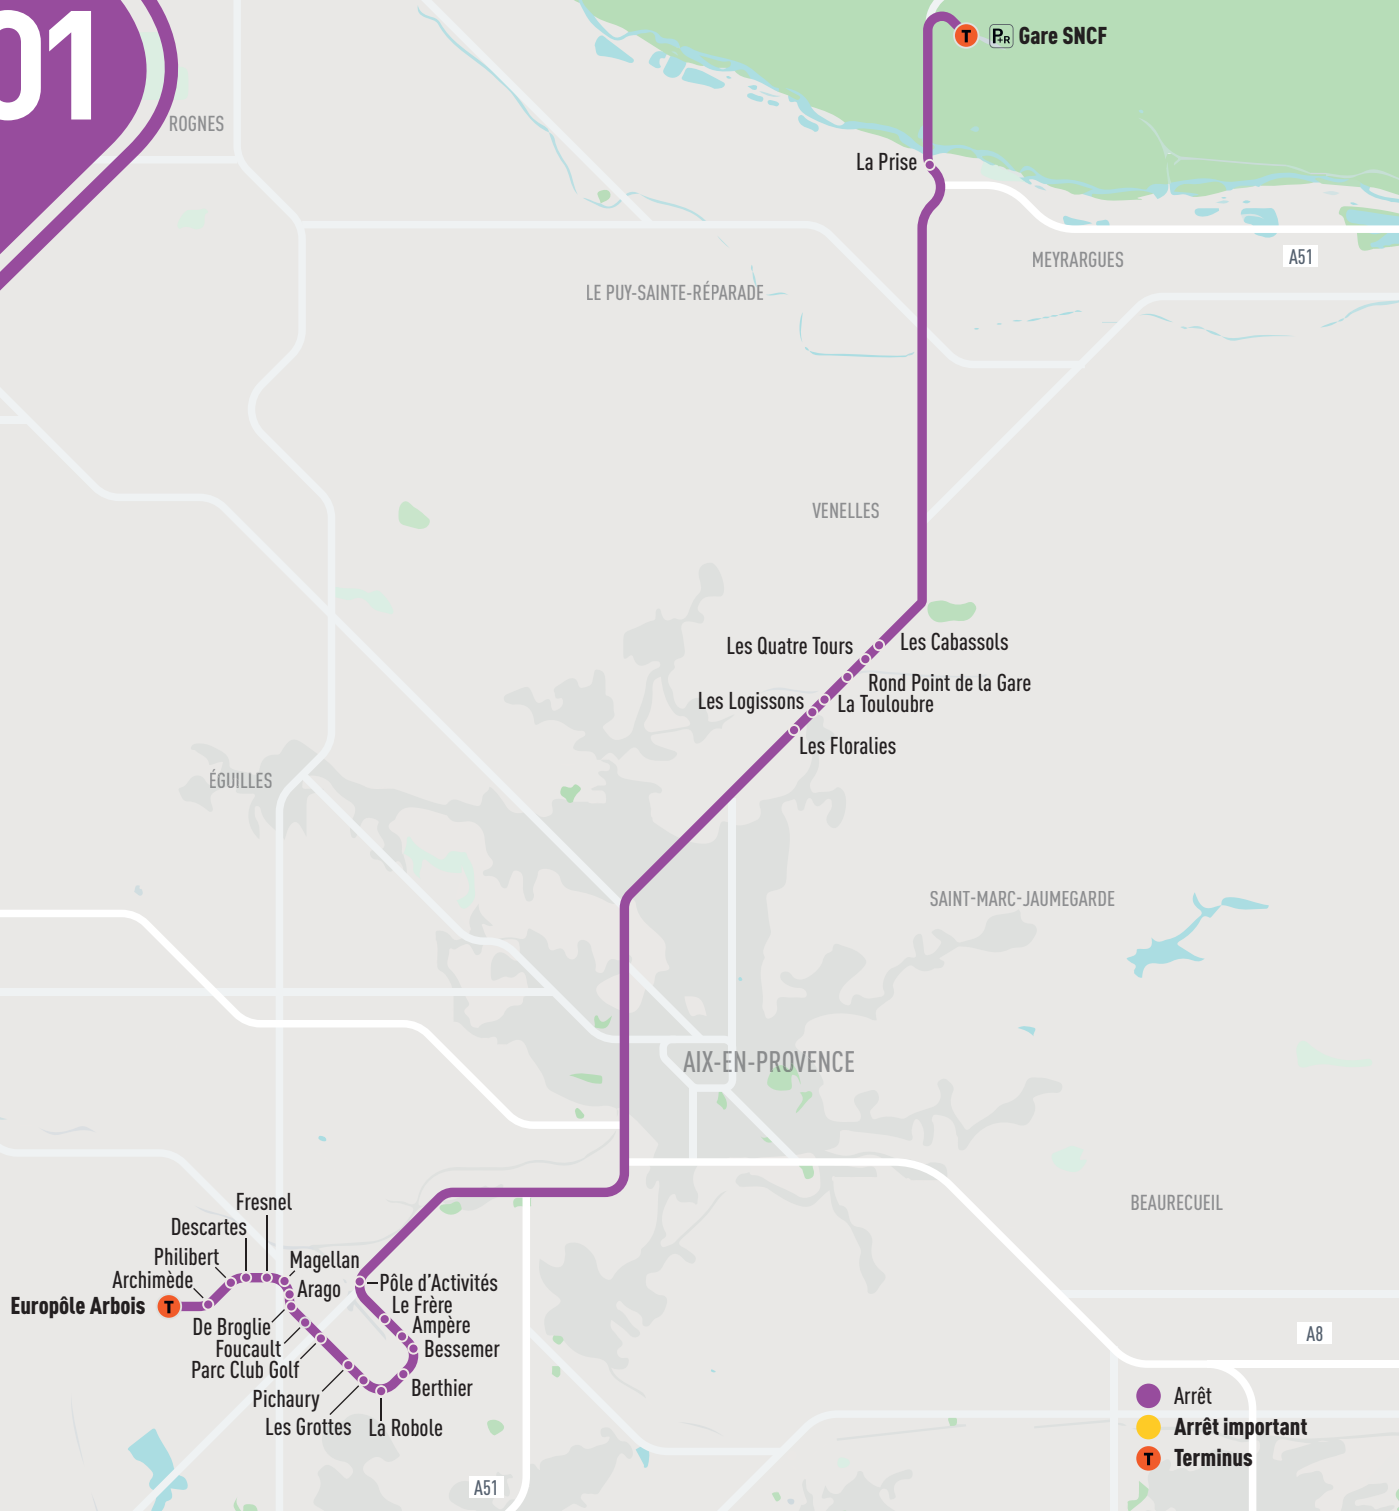 01
Gare SNCF
ROGNES
La Prise
MEYRARGUES
A51
LE PUY-SAINTE-RÉPARADE
VENELLES
Les Quatre Tours
Les Cabassols
Rond Point de la Gare
Les Logissons
La Touloubre
Les Floralies
ÉGUILLES
SAINT-MARC-JAUMEGARDE
AIX-EN-PROVENCE
BEAURECUEIL
Fresnel
Descartes
Philibert
Magellan
Archimède
Arago
Pôle d'Activités
Europôle Arbois
T
Le Frère
De Broglie
Ampère
Foucault
Bessemer
Parc Club Golf
Berthier
Pichaury
Les Grottes
La Robole
A8
A51
Arrêt
Arrêt important
T Terminus
T
P+R